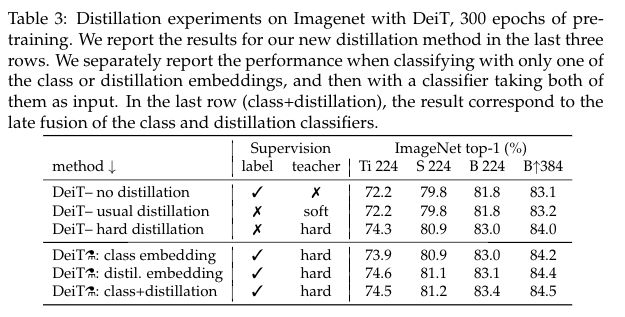 Table 3: Distillation experiments on Imagenet with DeiT, 300 epochs of pre-
training. We report the results for our new distillation method in the last three
rows. We separately report the performance when classifying with only one of
the class or distillation embeddings, and then with a classifier taking both of
them as input. In the last row (class+distillation), the result correspond to the
late fusion of the class and distillation classifiers.
Supervision ImageNet top-1 (%)
method ↓ label teacher Ti 224 S 224 B 224 B↑384
DeiT– no distillation ✓ ✗ 72.2 79.8 81.8 83.1
DeiT– usual distillation ✗ soft 72.2 79.8 81.8 83.2
DeiT– hard distillation ✗ hard 74.3 80.9 83.0 84.0
DeiT⚗: class embedding ✓ hard 73.9 80.9 83.0 84.2
DeiT⚗: distil. embedding ✓ hard 74.6 81.1 83.1 84.4
DeiT⚗: class+distillation ✓ hard 74.5 81.2 83.4 84.5